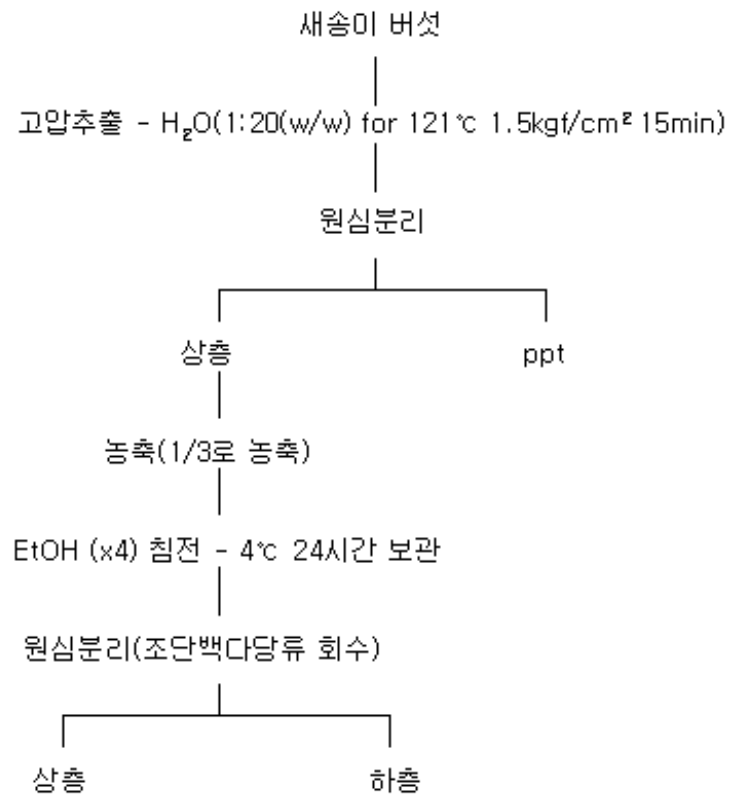 새송이 버섯
고압추출 - H₂O(1:20(w/w) for 121℃ 1.5kgf/cm² 15min)
원심분리
상층 ppt
농축(1/3로 농축)
EtOH (x4) 침전 - 4℃ 24시간 보관
원심분리(조단백다당류 회수)
상층 하층